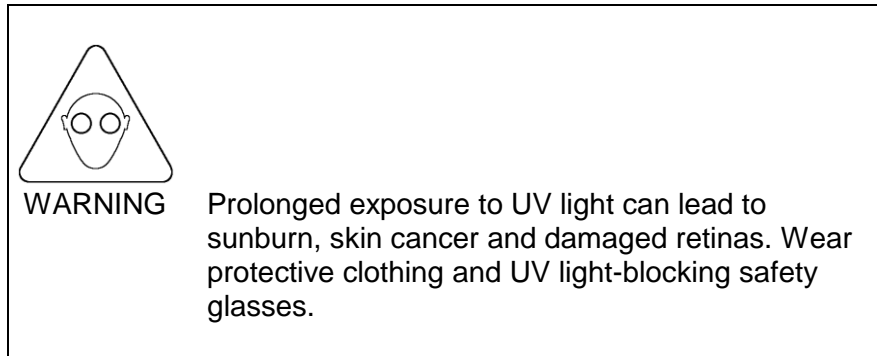 WARNING
Prolonged exposure to UV light can lead to
sunburn, skin cancer and damaged retinas. Wear
protective clothing and UV light-blocking safety
glasses.